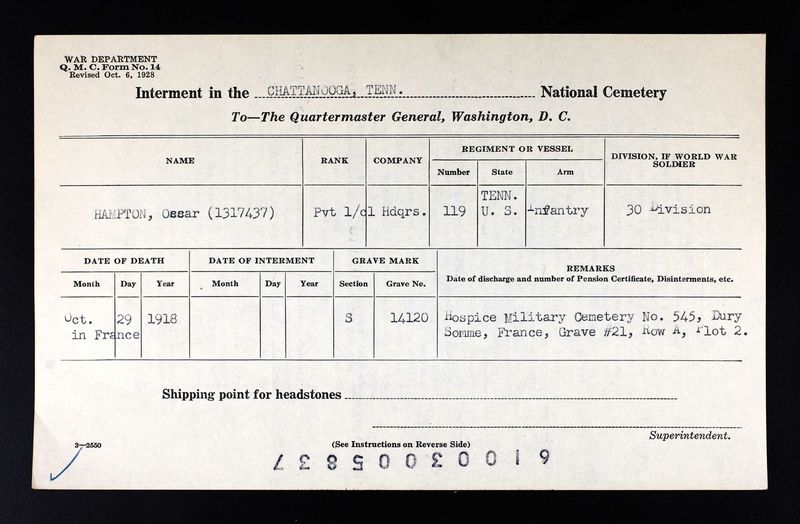 WAR DEPARTMENT
Q. M. C. Form No. 14
Revised Oct. 6, 1928
Interment in the CHATTANOOGA, TENN. National Cemetery
To—The Quartermaster General, Washington, D. C.
NAME RANK COMPANY REGIMENT OR VESSEL DIVISION, IF WORLD WAR SOLDIER
Number State Arm
HAMPTON, Ossar (1317437) Pvt 1/cl Hdqrs. 119 TENN. U. S. Infantry 30 Division
DATE OF DEATH DATE OF INTERMENT GRAVE MARK REMARKS
Month Day Year Month Day Year Section Grave No. Date of discharge and number of Pension Certificate, Disinterments, etc.
Oct. 29 1918 S 14120 Hospice Military Cemetery No. 545, Dury
in France Somme, France, Grave #21, Row A, Plot 2.
Shipping point for headstones
Superintendent.
3—2550 (See Instructions on Reverse Side)
61003005837